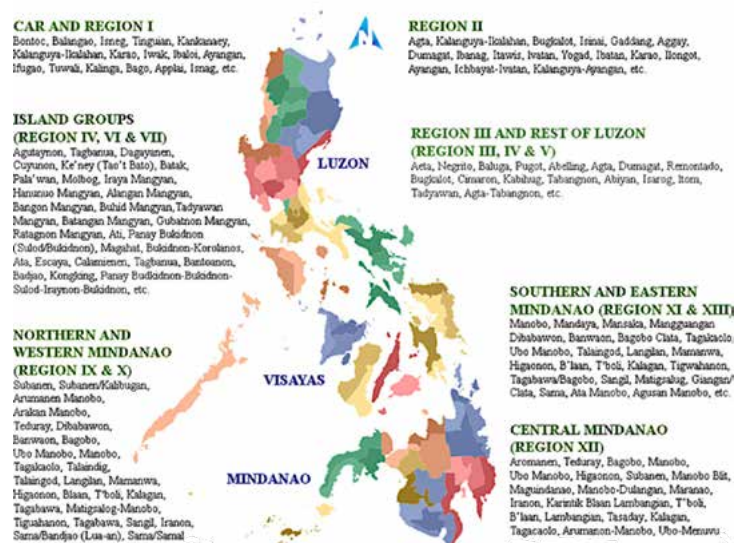 CAR AND REGION I
Bontoc, Balangao, Isneg, Tinguian, Kankanaey,
Kalanguya-Ikalahan, Karao, Iwak, Ibaloi, Ayangan,
Ifugao, Tuwali, Kalinga, Bago, Applai, Isnag, etc.
REGION II
Agta, Kalanguya-Ikalahan, Bugkalot, Isinai, Gaddang, Aggay,
Dumagat, Ibanag, Itawis, Ivatan, Yogad, Ibatan, Karao, Ilongot,
Ayangan, Ichbayat-Ivatan, Kalanguya-Ayangan, etc.
ISLAND GROUPS
(REGION IV, VI & VII)
Agutaynon, Tagbanua, Dagayanen,
Cuyunon, Ke'ney (Tao't Bato), Batak,
Pala'wan, Molbog, Iraya Mangyan,
Hanunuo Mangyan, Alangan Mangyan,
Bangon Mangyan, Buhid Mangyan,Tadyawan
Mangyan, Batangan Mangyan, Gubatnon Mangyan,
Ratagnon Mangyan, Ati, Panay Bukidnon
(Sulod/Bukidnon), Magahat, Bukidnon-Korolanos,
Ata, Escaya, Calamienen, Tagbanua, Bantoanon,
Badjao, Kongking, Panay Budkidnon-Bukidnon-
Sulod-Iraynon-Bukidnon, etc.
LUZON
REGION III AND REST OF LUZON
(REGION III, IV & V)
Aeta, Negrito, Baluga, Pugot, Abelling, Agta, Dumagat, Remontado,
Bugkalot, Cimaron, Kabihug, Tabangnon, Abiyan, Isarog, Itom,
Tadyawan, Agta-Tabangnon, etc.
NORTHERN AND
WESTERN MINDANAO
(REGION IX & X)
Subanen, Subanen/Kalibugan,
Arumanen Manobo,
Arakan Manobo,
Teduray, Dibabawon,
Banwaon, Bagobo,
Ubo Manobo, Manobo,
Tagakaolo, Talaindig,
Talaingod, Langilan, Mamanwa,
Higaonon, Blaan, T'boli, Kalagan,
Tagabawa, Matigsalog-Manobo,
Tiguahanon, Tagabawa, Sangil, Iranon,
Sama/Bandjao (Lua-an), Sama/Samal
VISAYAS
MINDANAO
SOUTHERN AND EASTERN
MINDANAO (REGION XI & XIII)
Manobo, Mandaya, Mansaka, Mangguangan
Dibabawon, Banwaon, Bagobo Clata, Tagakaolo,
Ubo Manobo, Talaingod, Langilan, Mamanwa,
Higaonon, B'laan, T'boli, Kalagan, Tigwahanon,
Tagabawa/Bagobo, Sangil, Matigsalug, Giangan/
Clata, Sama, Ata Manobo, Agusan Manobo, etc.
CENTRAL MINDANAO
(REGION XII)
Aromanen, Teduray, Bagobo, Manobo,
Ubo Manobo, Higaonon, Subanen, Manobo Blit,
Maguindanao, Manobo-Dulangan, Maranao,
Iranon, Karintik Blaan Lambangian, T'boli,
B'laan, Lambangian, Tasaday, Kalagan,
Tagacaolo, Arumanon-Manobo, Ubo-Menuvu